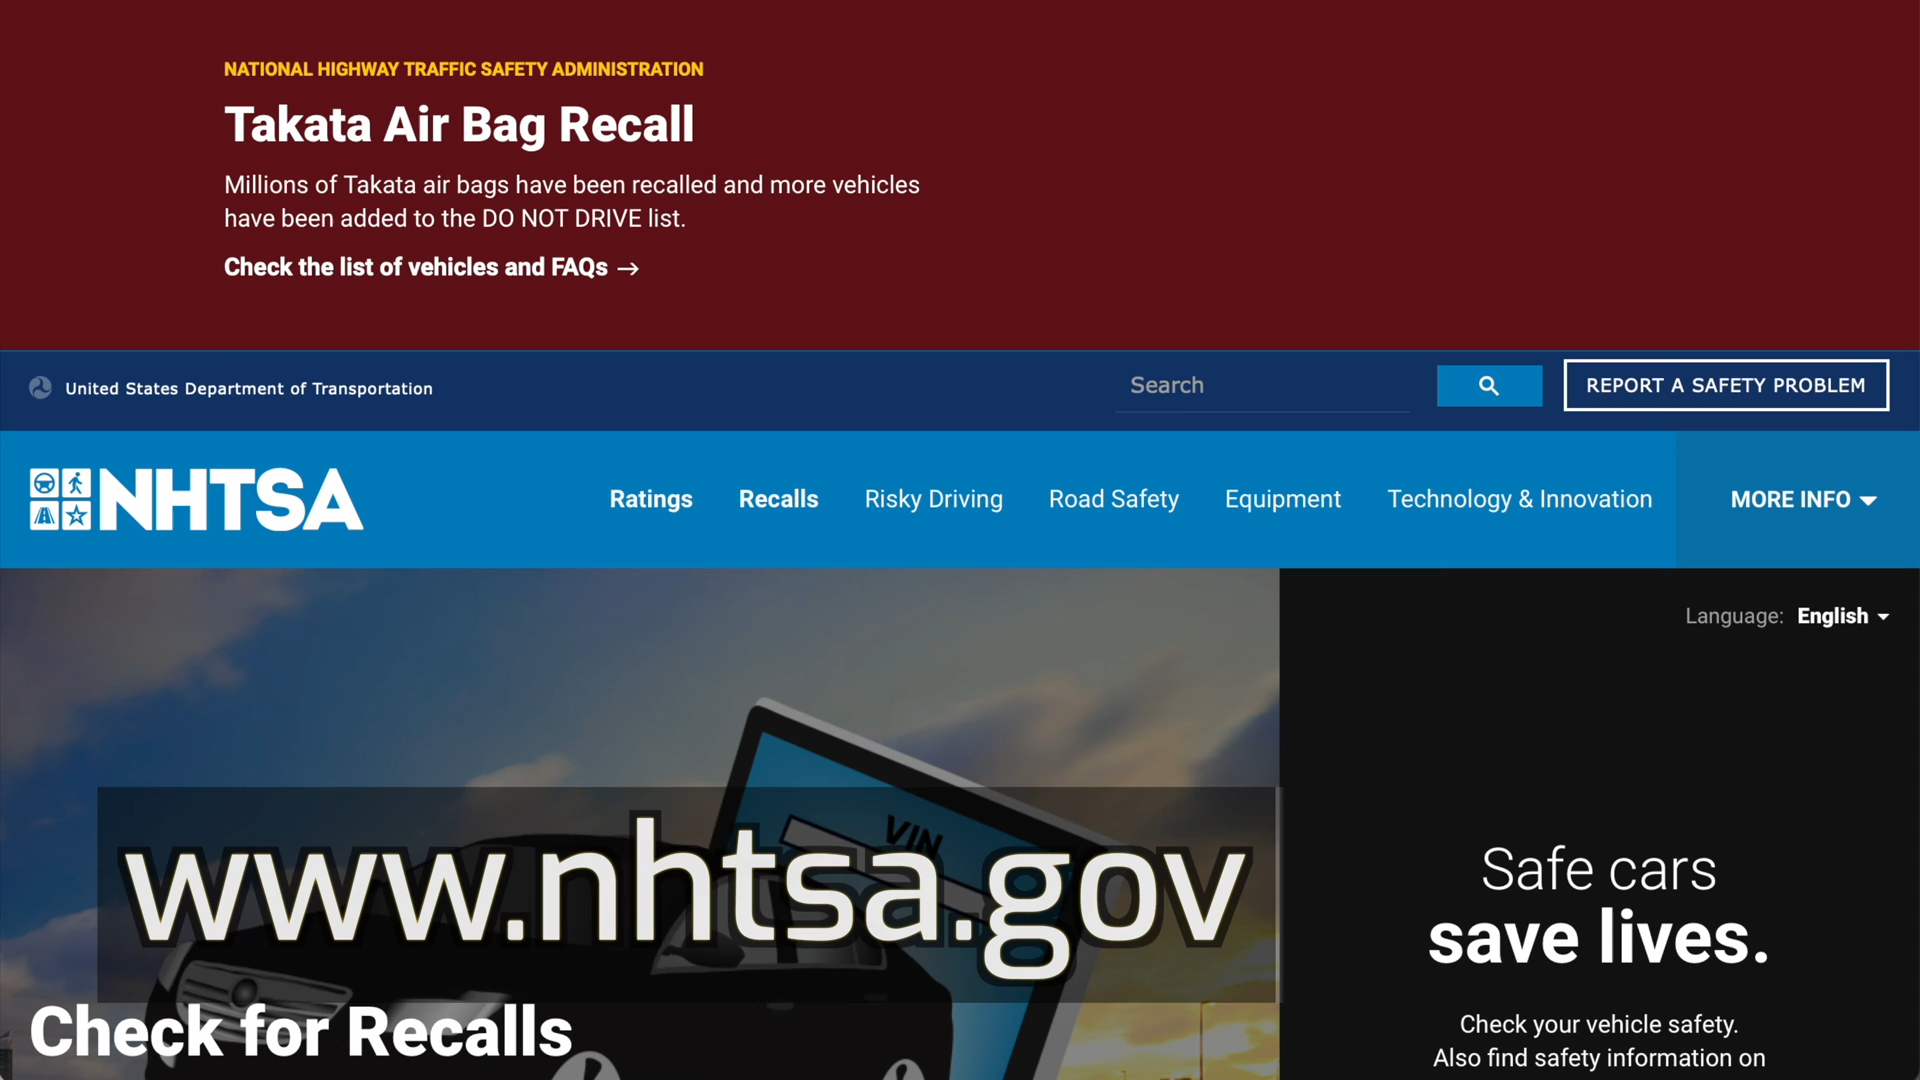 NATIONAL HIGHWAY TRAFFIC SAFETY ADMINISTRATION
Takata Air Bag Recall
Millions of Takata air bags have been recalled and more vehicles
have been added to the DO NOT DRIVE list.
Check the list of vehicles and FAQs →
United States Department of Transportation
Search
REPORT A SAFETY PROBLEM
NHTSA
Ratings
Recalls
Risky Driving
Road Safety
Equipment
Technology & Innovation
MORE INFO
Language: English
VIN
www.nhtsa.gov
Check for Recalls
Safe cars
save lives.
Check your vehicle safety.
Also find safety information on